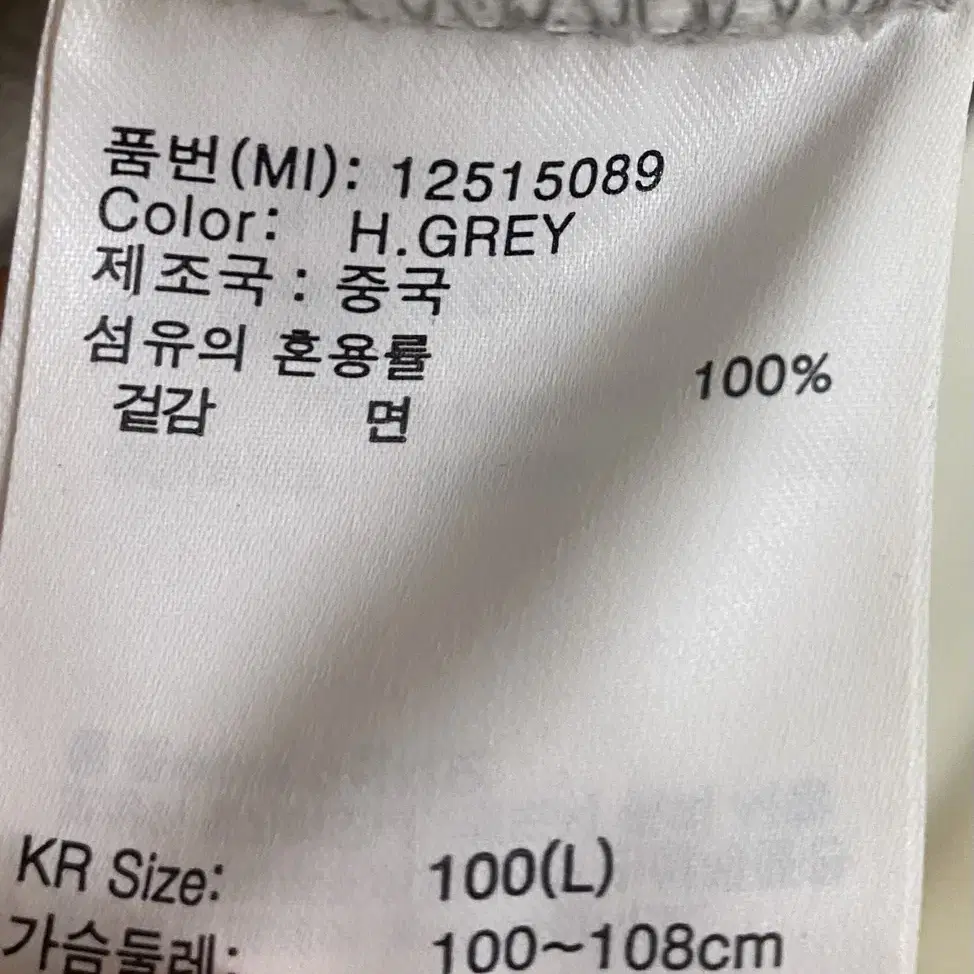 품번(MI): 12515089
Color: H.GREY
제조국 : 중국
섬유의 혼용률
겉감 면 100%
KR Size: 100(L)
가슴둘레: 100~108cm